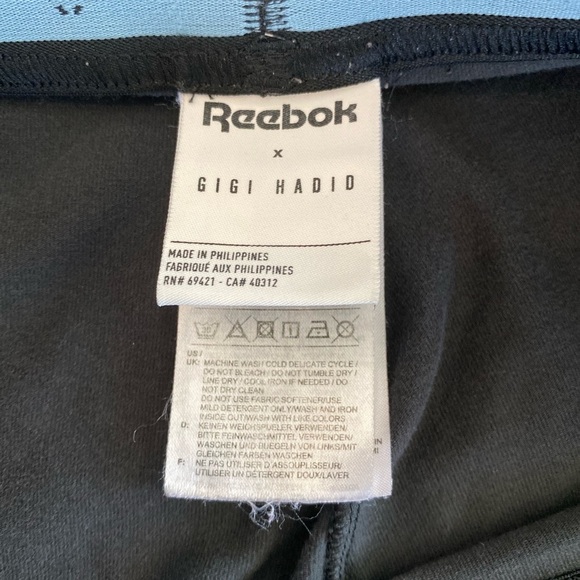 Reebok
x
GIGI HADID
MADE IN PHILIPPINES
FABRIQUÉ AUX PHILIPPINES
RN# 69421 - CA# 40312
US /
UK: MACHINE WASH COLD DELICATE CYCLE /
DO NOT BLEACH / DO NOT TUMBLE DRY /
LINE DRY / COOL IRON IF NEEDED / DO
NOT DRY CLEAN
DO NOT USE FABRIC SOFTENER/USE
MILD DETERGENT ONLY/WASH AND IRON
INSIDE OUT/WASH WITH LIKE COLORS
D: KEINEN WEICHSPUELER VERWENDEN/
BITTE FEINWASCHMITTEL VERWENDEN/
WASCHEN UND BUEGELN VON LINKS/MIT
GLEICHEN FARBEN WASCHEN
F: NE PAS UTILISER D'ASSOUPLISSEUR/
UTILISER UN DÉTERGENT DOUX/LAVER